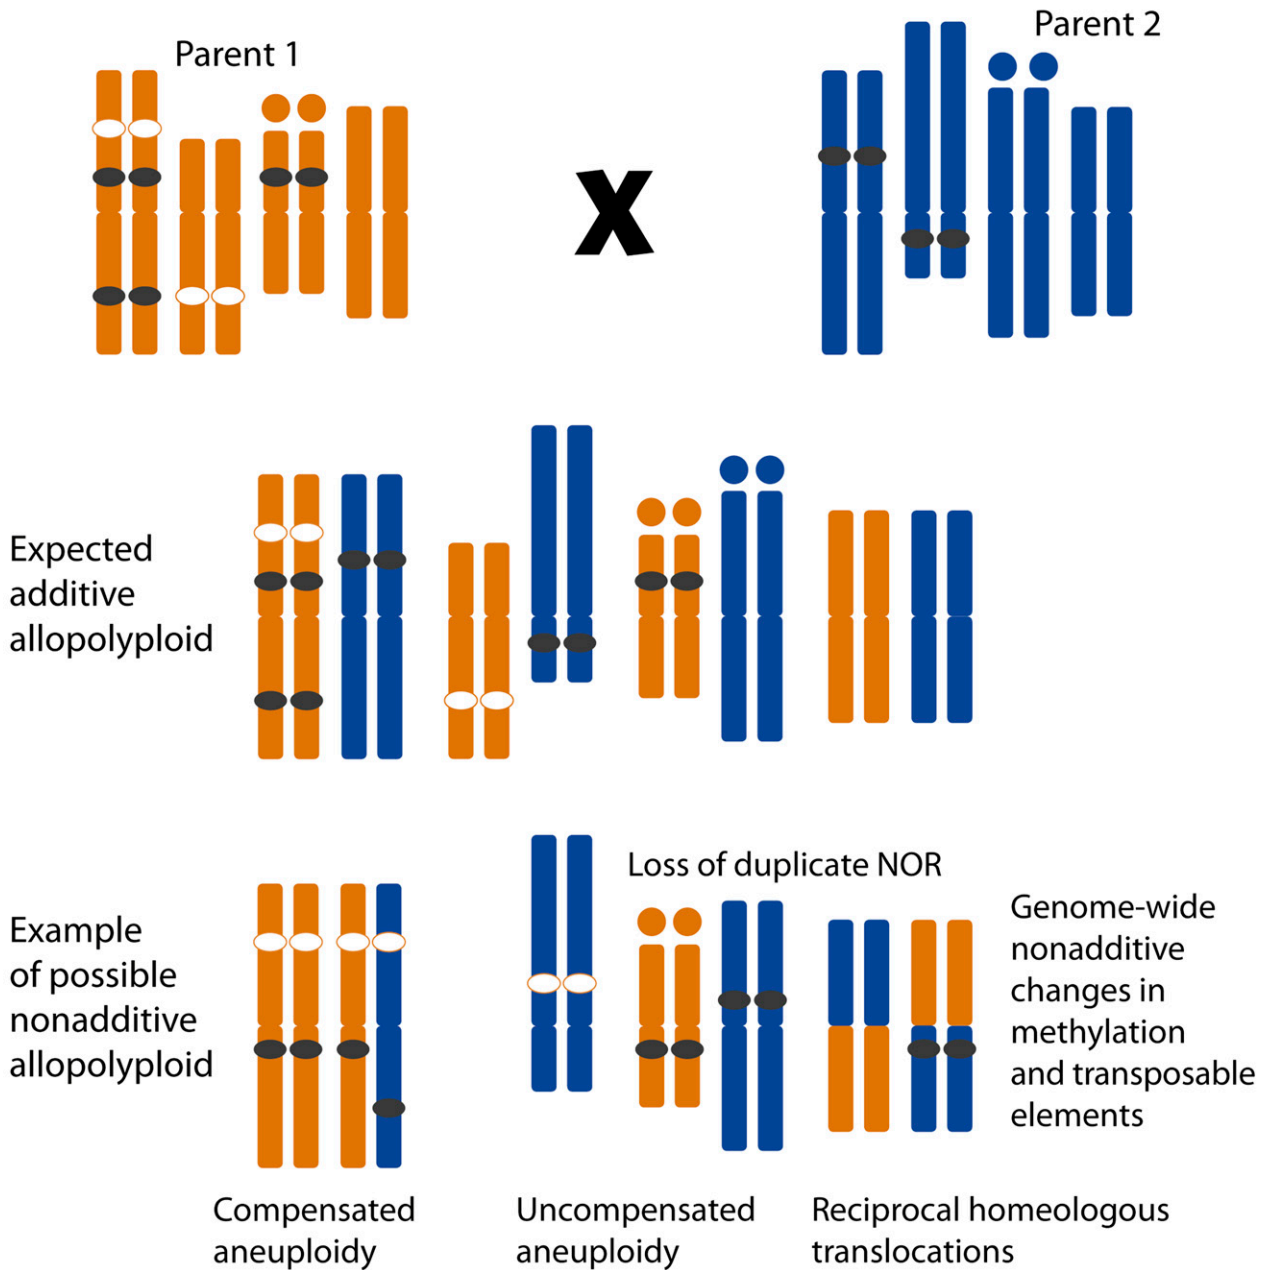 Parent 1
Parent 2
X
Expected
additive
allopolyploid
Example
of possible
nonadditive
allopolyploid
Loss of duplicate NOR
Genome-wide
nonadditive
changes in
methylation
and transposable
elements
Compensated
aneuploidy
Uncompensated
aneuploidy
Reciprocal homeologous
translocations